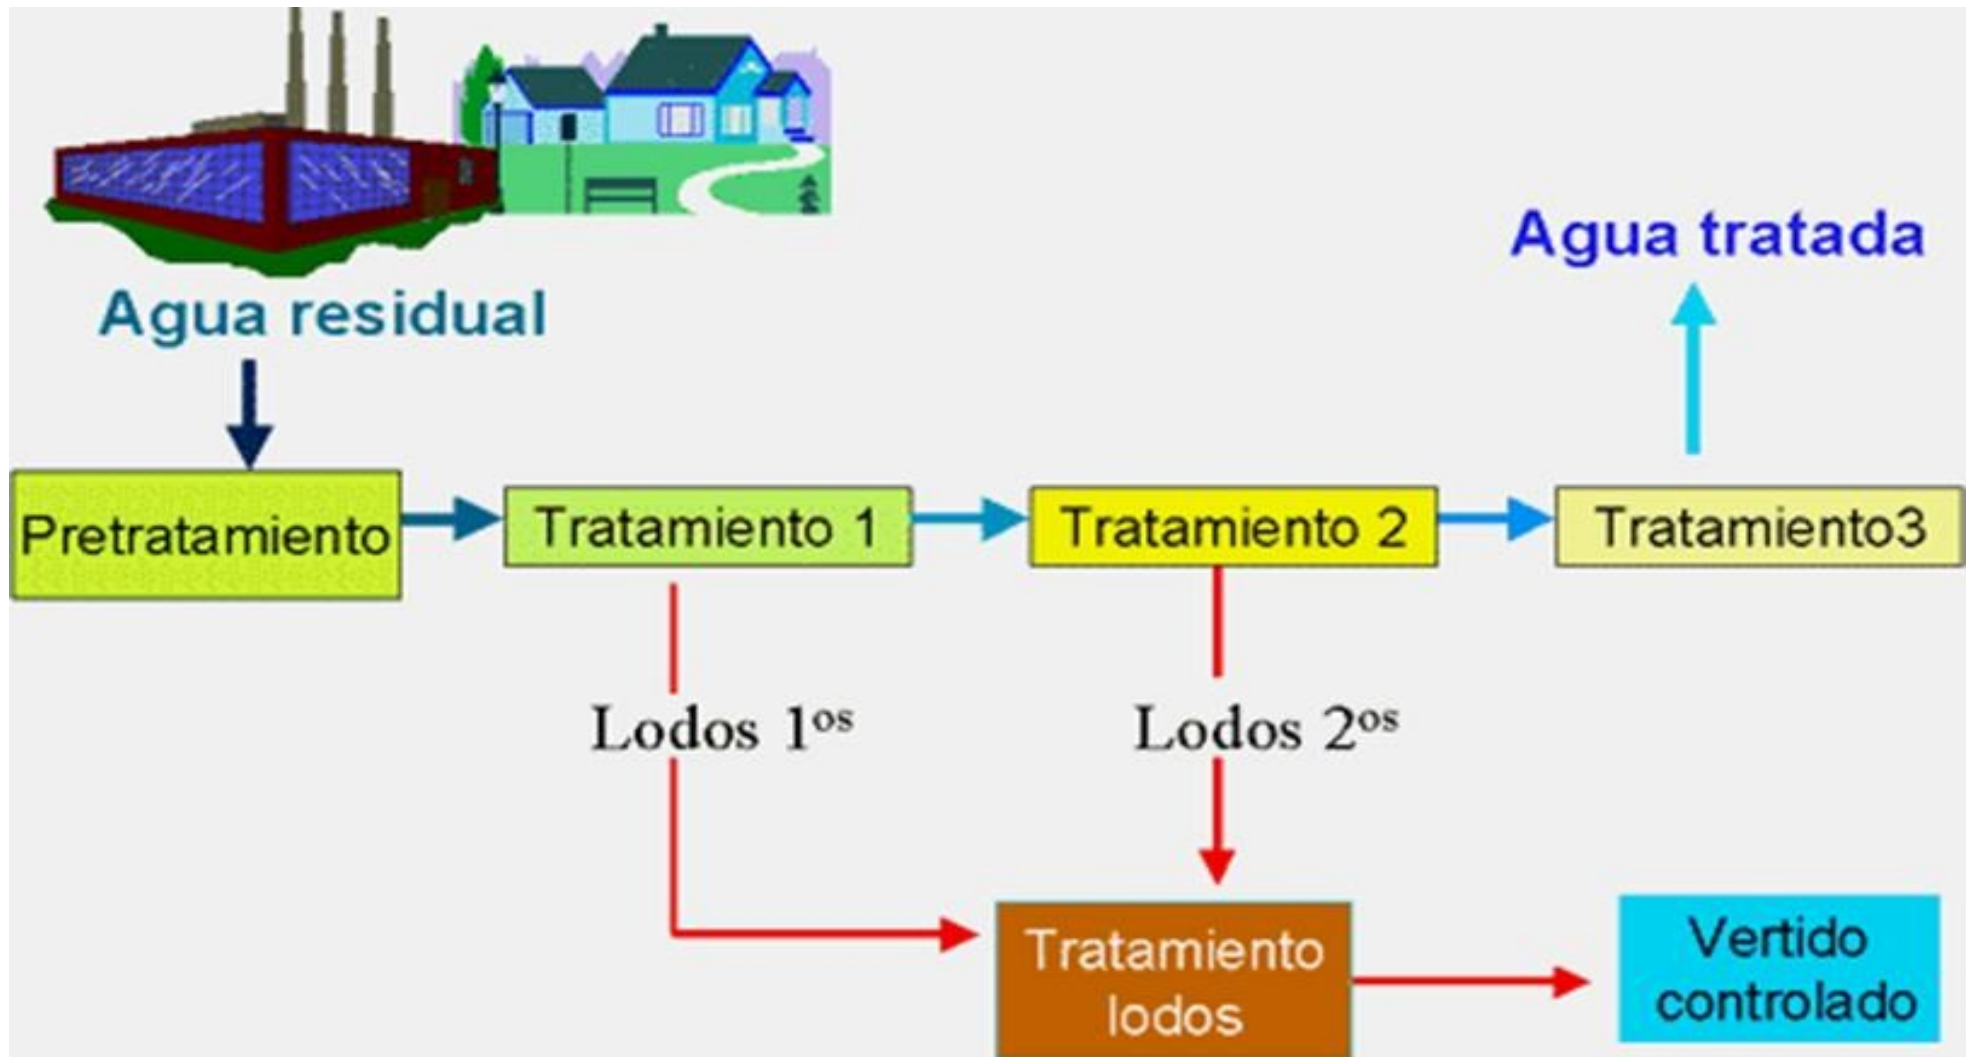 Agua residual
Agua tratada
Pretratamiento
Tratamiento 1
Tratamiento 2
Tratamiento3
Lodos 1os
Lodos 2os
Tratamiento
lodos
Vertido
controlado